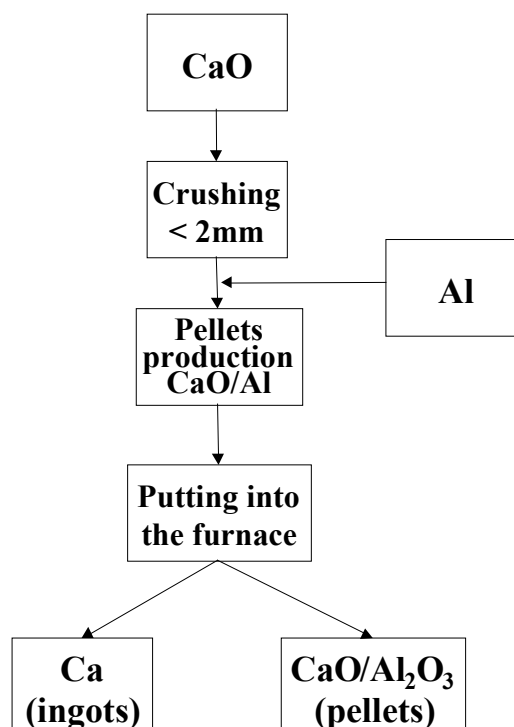 CaO
Crushing
< 2mm
Al
Pellets
production
CaO/Al
Putting into
the furnace
Ca
(ingots)
CaO/Al₂O₃
(pellets)